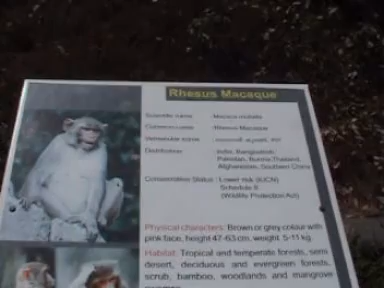 Rhesus Macaque
Scientific name : Macaca mulatta
Common name : Rhesus Macaque
Vernacular name :
Distribution : India, Bangladesh,
Pakistan, Burma, Thailand,
Afghanistan, Southern China
Conservation Status : Lower risk (IUCN)
Schedule II
(Wildlife Protection Act)
Physical characters: Brown or grey colour with
pink face, height 47-63 cm, weight 5-11 kg
Habitat: Tropical and temperate forests, semi
desert, deciduous and evergreen forests,
scrub, bamboo, woodlands and mangrove